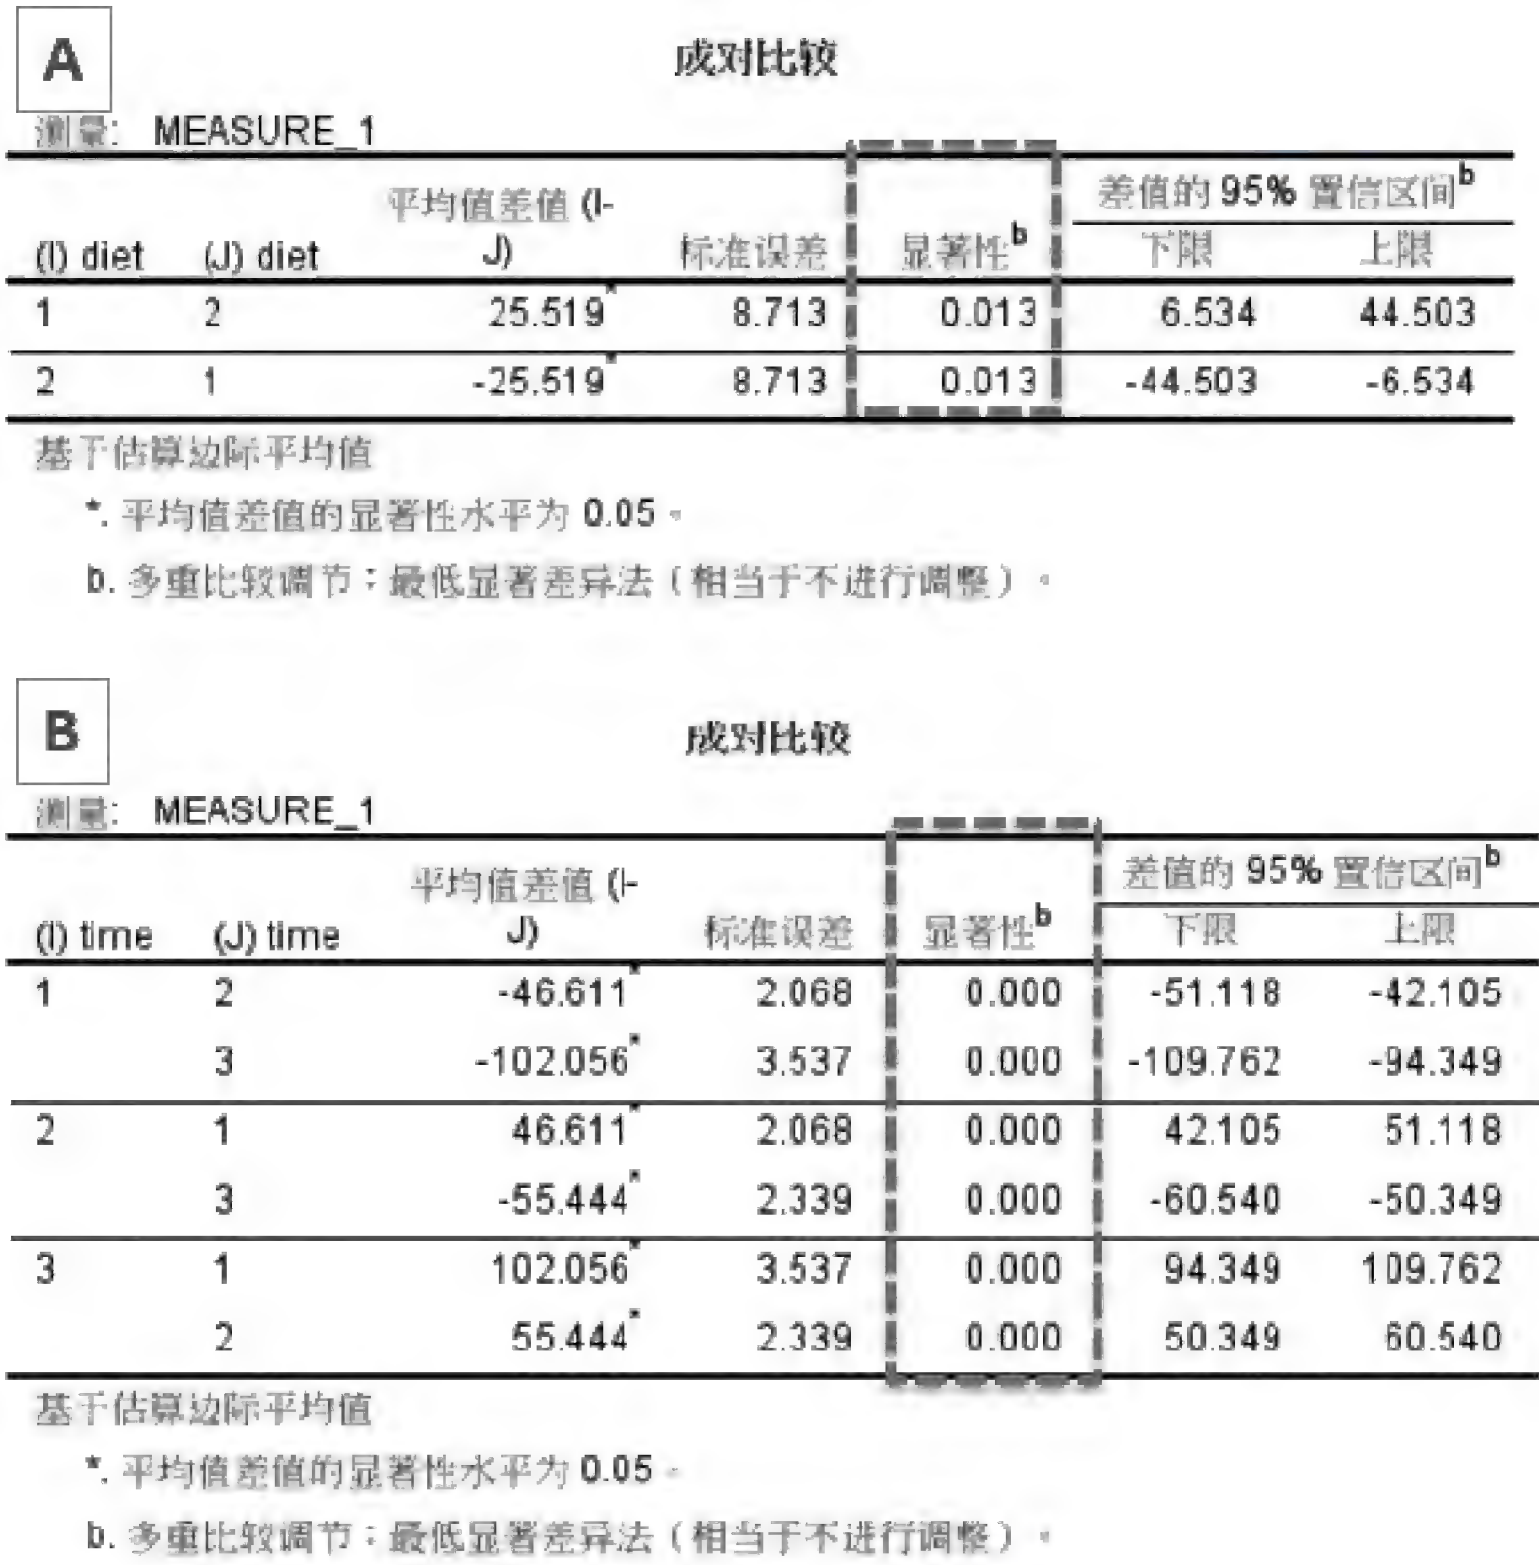 A
成对比较
测量: MEASURE_1
(I) diet (J) diet 平均值差值 (I-J) 标准误差 显著性b 差值的 95% 置信区间b
下限 上限
1 2 25.519* 8.713 0.013 6.534 44.503
2 1 -25.519* 8.713 0.013 -44.503 -6.534
基于估算边际平均值
*. 平均值差值的显著性水平为 0.05。
b. 多重比较调节：最低显著差异法（相当于不进行调整）。
B
成对比较
测量: MEASURE_1
(I) time (J) time 平均值差值 (I-J) 标准误差 显著性b 差值的 95% 置信区间b
下限 上限
1 2 -46.611* 2.068 0.000 -51.118 -42.105
3 -102.056* 3.537 0.000 -109.762 -94.349
2 1 46.611* 2.068 0.000 42.105 51.118
3 -55.444* 2.339 0.000 -60.540 -50.349
3 1 102.056* 3.537 0.000 94.349 109.762
2 55.444* 2.339 0.000 50.349 60.540
基于估算边际平均值
*. 平均值差值的显著性水平为 0.05。
b. 多重比较调节：最低显著差异法（相当于不进行调整）。